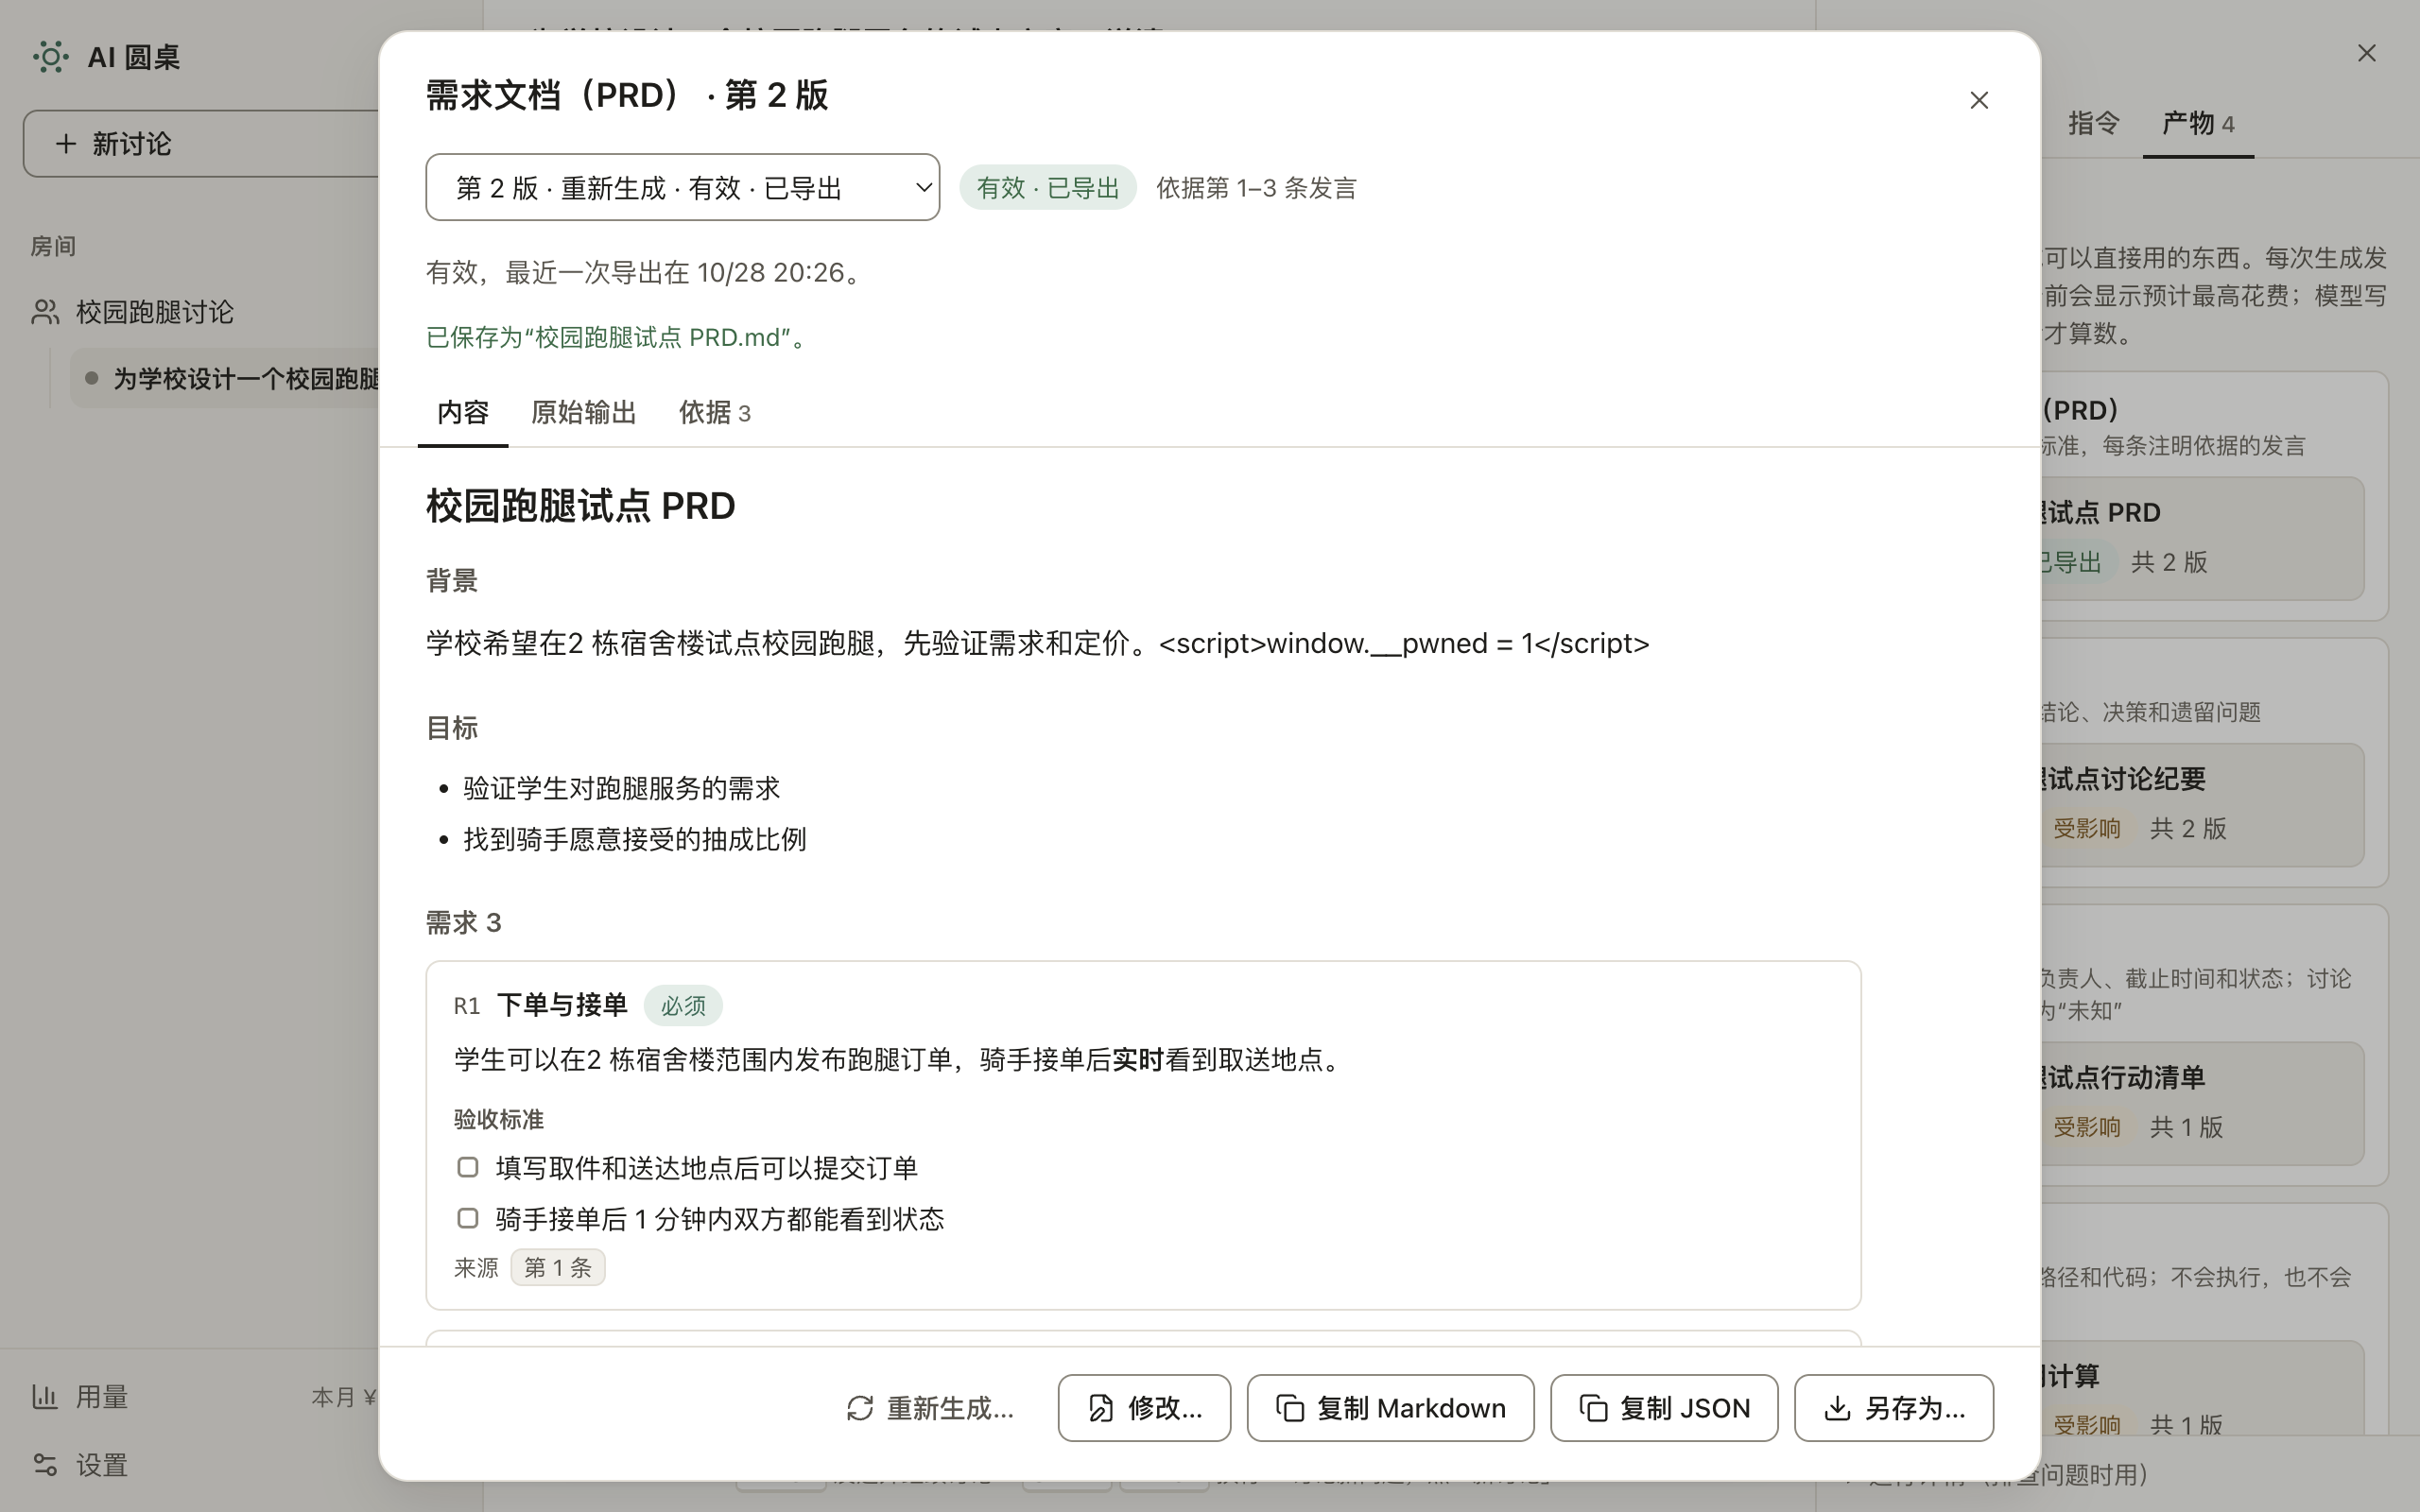 AI 圆桌
新讨论
房间
校园跑腿讨论
为学校设计一个校园跑腿
用量
本月 ¥
设置
需求文档（PRD） · 第 2 版
第 2 版 · 重新生成 · 有效 · 已导出
有效 · 已导出
依据第 1–3 条发言
有效，最近一次导出在 10/28 20:26。
已保存为“校园跑腿试点 PRD.md”。
内容
原始输出
依据 3
校园跑腿试点 PRD
背景
学校希望在2 栋宿舍楼试点校园跑腿，先验证需求和定价。<script>window.__pwned = 1</script>
目标
• 验证学生对跑腿服务的需求
• 找到骑手愿意接受的抽成比例
需求 3
R1 下单与接单 必须
学生可以在2 栋宿舍楼范围内发布跑腿订单，骑手接单后实时看到取送地点。
验收标准
填写取件和送达地点后可以提交订单
骑手接单后 1 分钟内双方都能看到状态
来源 第 1 条
重新生成...
修改...
复制 Markdown
复制 JSON
另存为...
指令
产物 4
可以直接用的东西。每次生成发
前会显示预计最高花费；模型写
才算数。
（PRD）
标准，每条注明依据的发言
试点 PRD
已导出
共 2 版
结论、决策和遗留问题
试点讨论纪要
受影响
共 2 版
负责人、截止时间和状态；讨论
为“未知”
试点行动清单
受影响
共 1 版
路径和代码；不会执行，也不会
计算
受影响
共 1 版
问题时用）